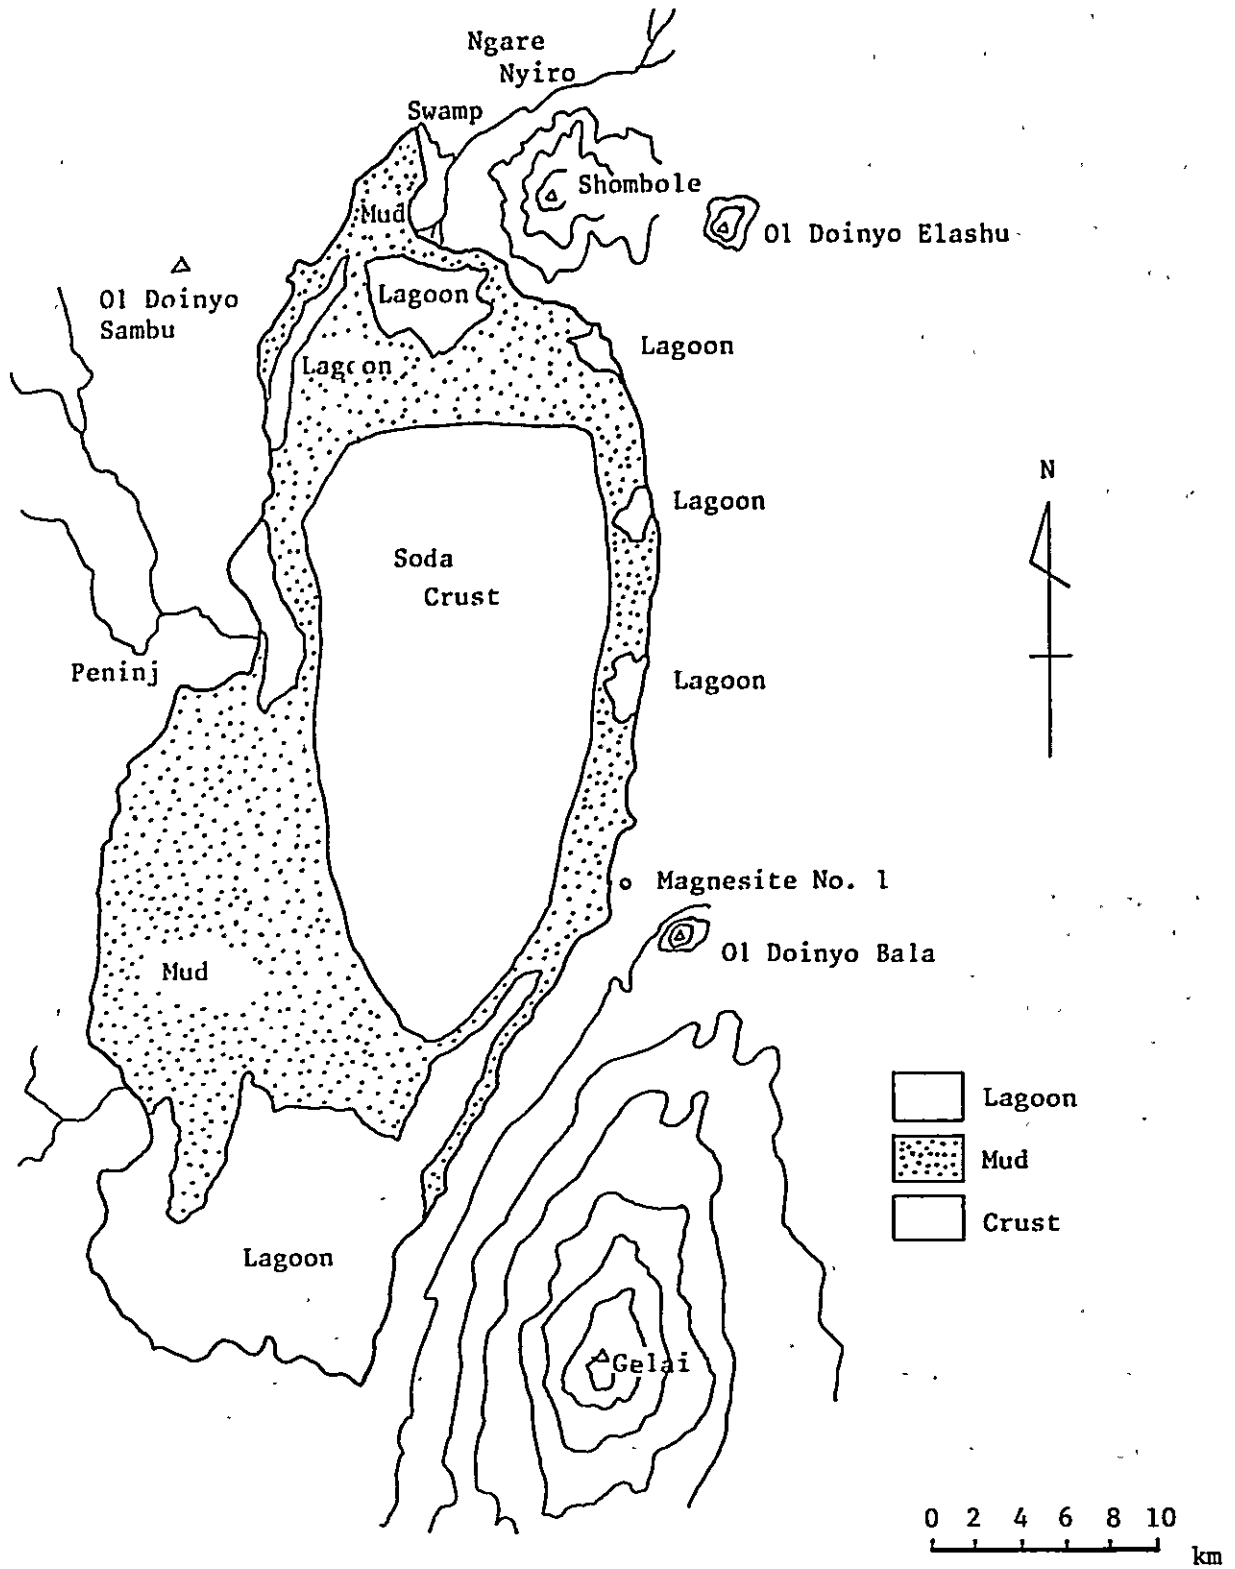 Ngare
Nyiro
Swamp
Shombole
Mud
Ol Doinyo Elashu
Ol Doinyo
Sambu
Lagoon
Lagoon
Lagoon
N
Lagoon
Soda
Crust
Peninj
Lagoon
Magnesite No. 1
Ol Doinyo Bala
Mud
Lagoon
Mud
Crust
Lagoon
Gelai
0 2 4 6 8 10
km